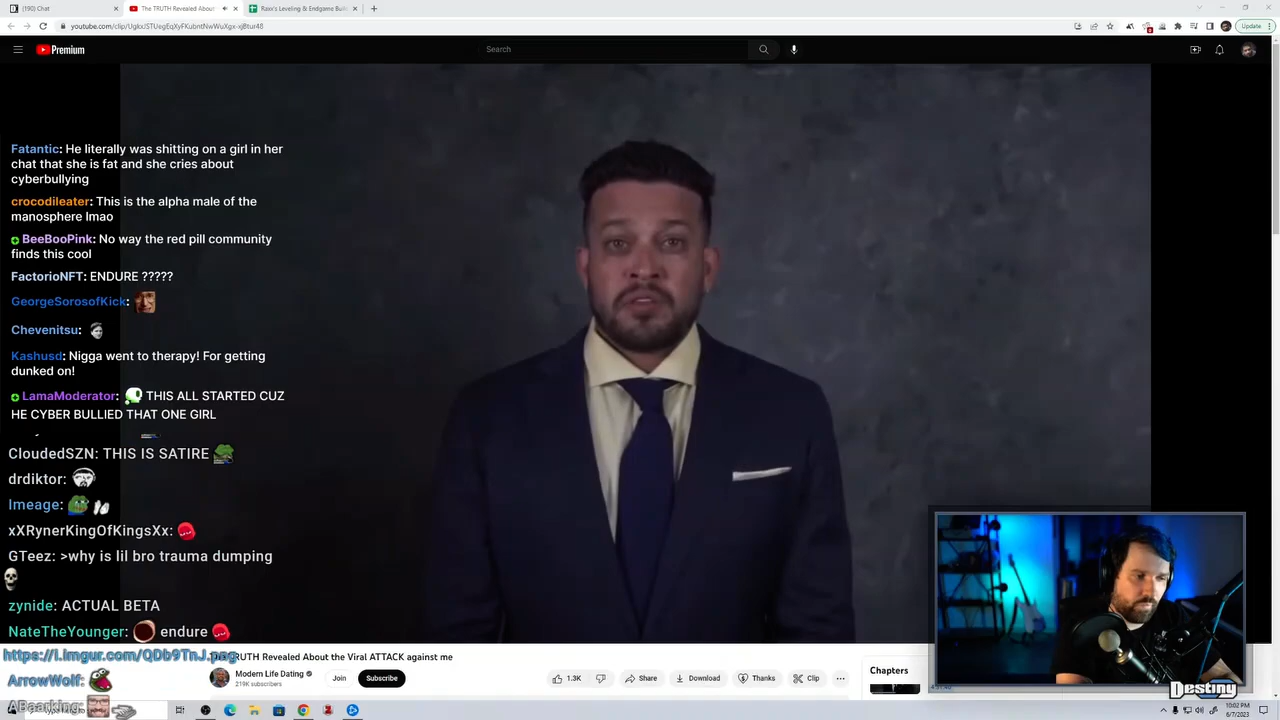 (190) Chat
The TRUTH Revealed About
Raxx's Leveling & Endgame Buil
youtube.com/clip/UgkxJSTUegEqXyFKubntNwWuXgx-xjBtur48
Update
Premium
Search
Fatantic: He literally was shitting on a girl in her
chat that she is fat and she cries about
cyberbullying
crocodileater: This is the alpha male of the
manosphere lmao
BeeBooPink: No way the red pill community
finds this cool
FactorioNFT: ENDURE ?????
GeorgeSorosofKick:
Chevenitsu:
Kashusd: Nigga went to therapy! For getting
dunked on!
LamaModerator: THIS ALL STARTED CUZ
HE CYBER BULLIED THAT ONE GIRL
CloudedSZN: THIS IS SATIRE
drdiktor:
Imeage:
xXRynerKingOfKingsXx:
GTeez: >why is lil bro trauma dumping
zynide: ACTUAL BETA
NateTheYounger: endure
https://i.imgur.com/QDb9TnJ.png
TRUTH Revealed About the Viral ATTACK against me
ArrowWolf:
Modern Life Dating
219K subscribers
Join
Subscribe
1.3K
Share
Download
Thanks
Clip
Chapters
Destiny
ABearking:
10:02 PM
6/7/2023